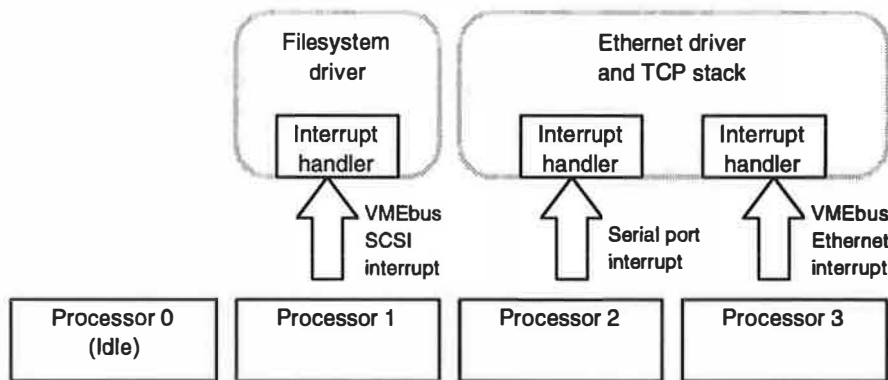 Filesystem
driver
Ethernet driver
and TCP stack
Interrupt
handler
Interrupt
handler
Interrupt
handler
VMEbus
SCSI
interrupt
Serial port
interrupt
VMEbus
Ethernet
interrupt
Processor 0
(Idle)
Processor 1
Processor 2
Processor 3